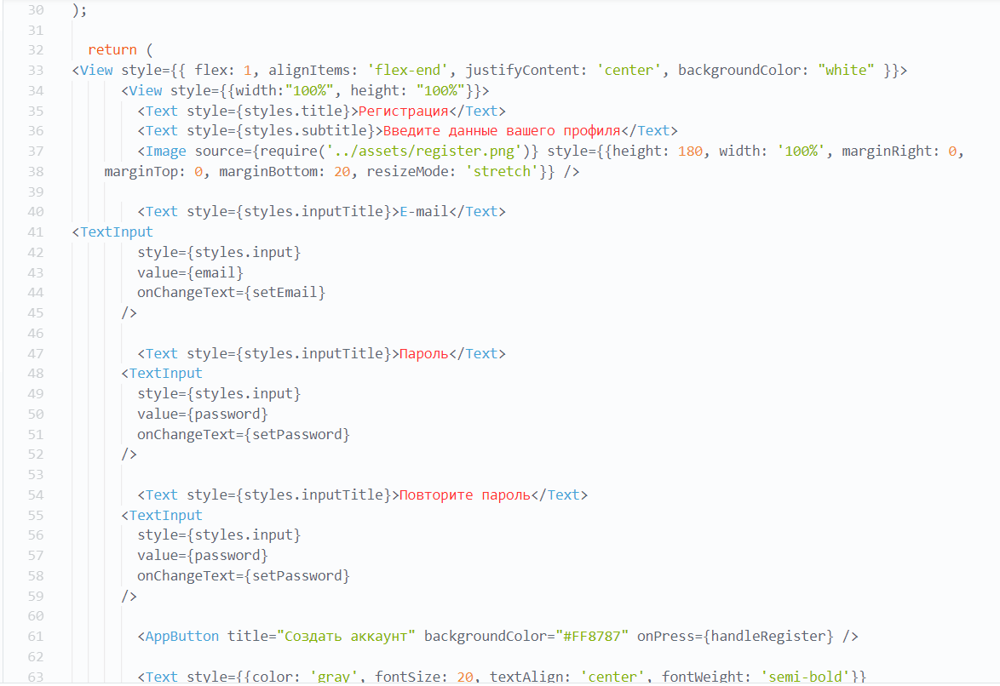 30 );
31
32 return (
33 <View style={{ flex: 1, alignItems: 'flex-end', justifyContent: 'center', backgroundColor: "white" }}>
34 <View style={{width:"100%", height: "100%"}}>
35 <Text style={styles.title}>Регистрация</Text>
36 <Text style={styles.subtitle}>Введите данные вашего профиля</Text>
37 <Image source={require('../assets/register.png')} style={{height: 180, width: '100%', marginRight: 0,
38 marginTop: 0, marginBottom: 20, resizeMode: 'stretch'}} />
39
40 <Text style={styles.inputTitle}>E-mail</Text>
41 <TextInput
42 style={styles.input}
43 value={email}
44 onChangeText={setEmail}
45 />
46
47 <Text style={styles.inputTitle}>Пароль</Text>
48 <TextInput
49 style={styles.input}
50 value={password}
51 onChangeText={setPassword}
52 />
53
54 <Text style={styles.inputTitle}>Повторите пароль</Text>
55 <TextInput
56 style={styles.input}
57 value={password}
58 onChangeText={setPassword}
59 />
60
61 <AppButton title="Создать аккаунт" backgroundColor="#FF8787" onPress={handleRegister} />
62
63 <Text style={{color: 'gray', fontSize: 20, textAlign: 'center', fontWeight: 'semi-bold'}}